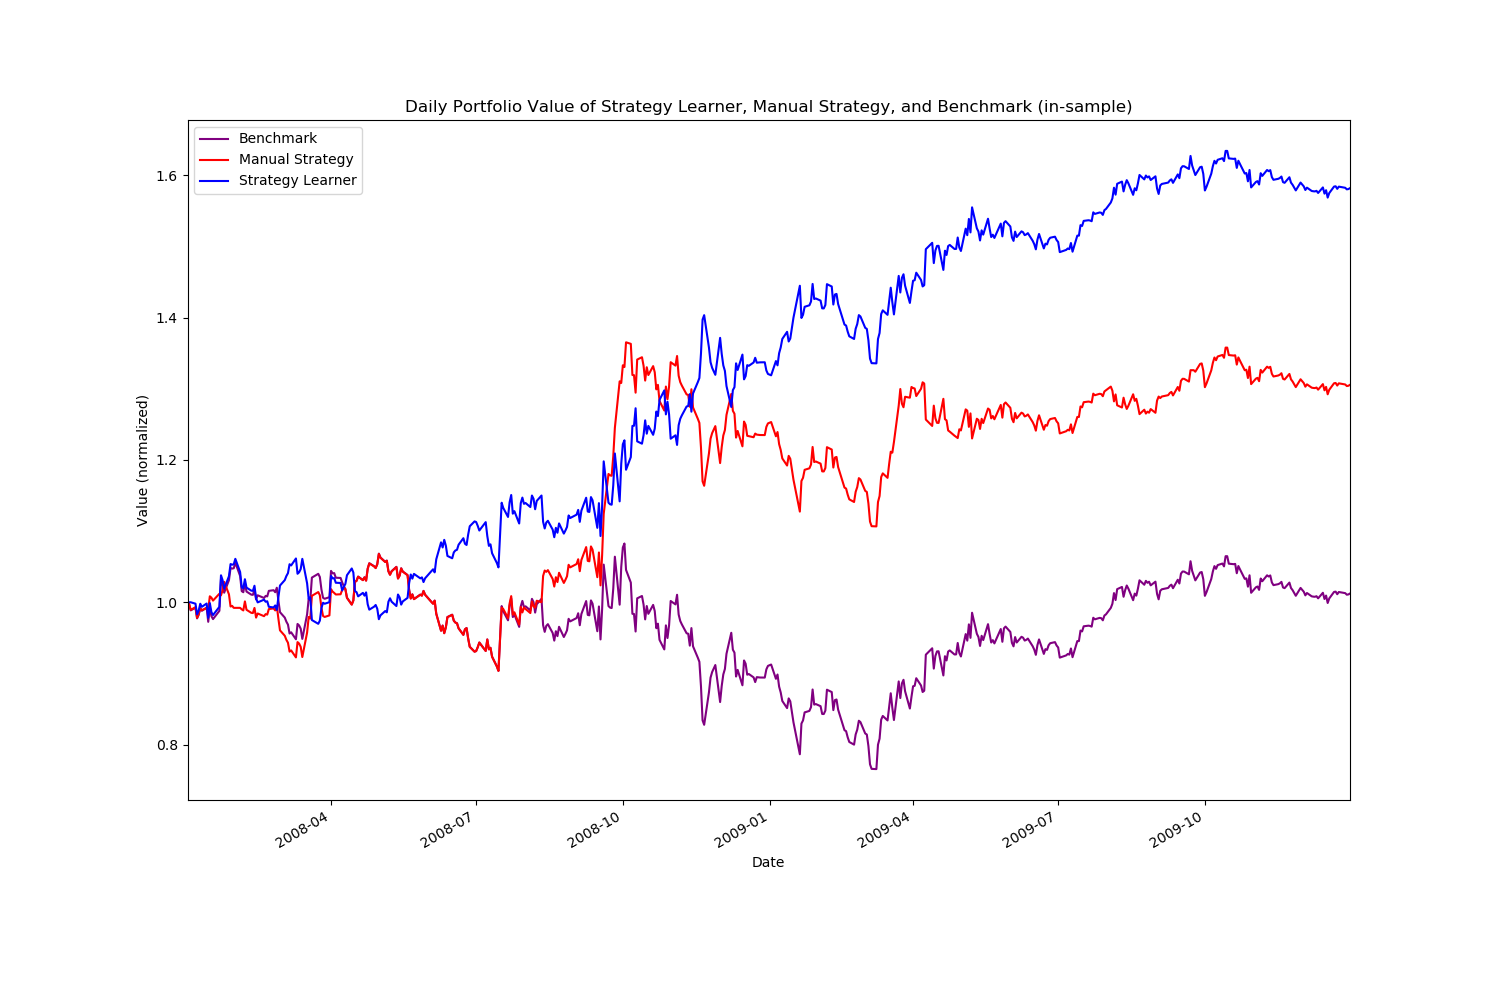 Daily Portfolio Value of Strategy Learner, Manual Strategy, and Benchmark (in-sample)
Benchmark
Manual Strategy
Strategy Learner
1.6
1.4
1.2
1.0
0.8
Value (normalized)
2008-04
2008-07
2008-10
2009-01
2009-04
2009-07
2009-10
Date